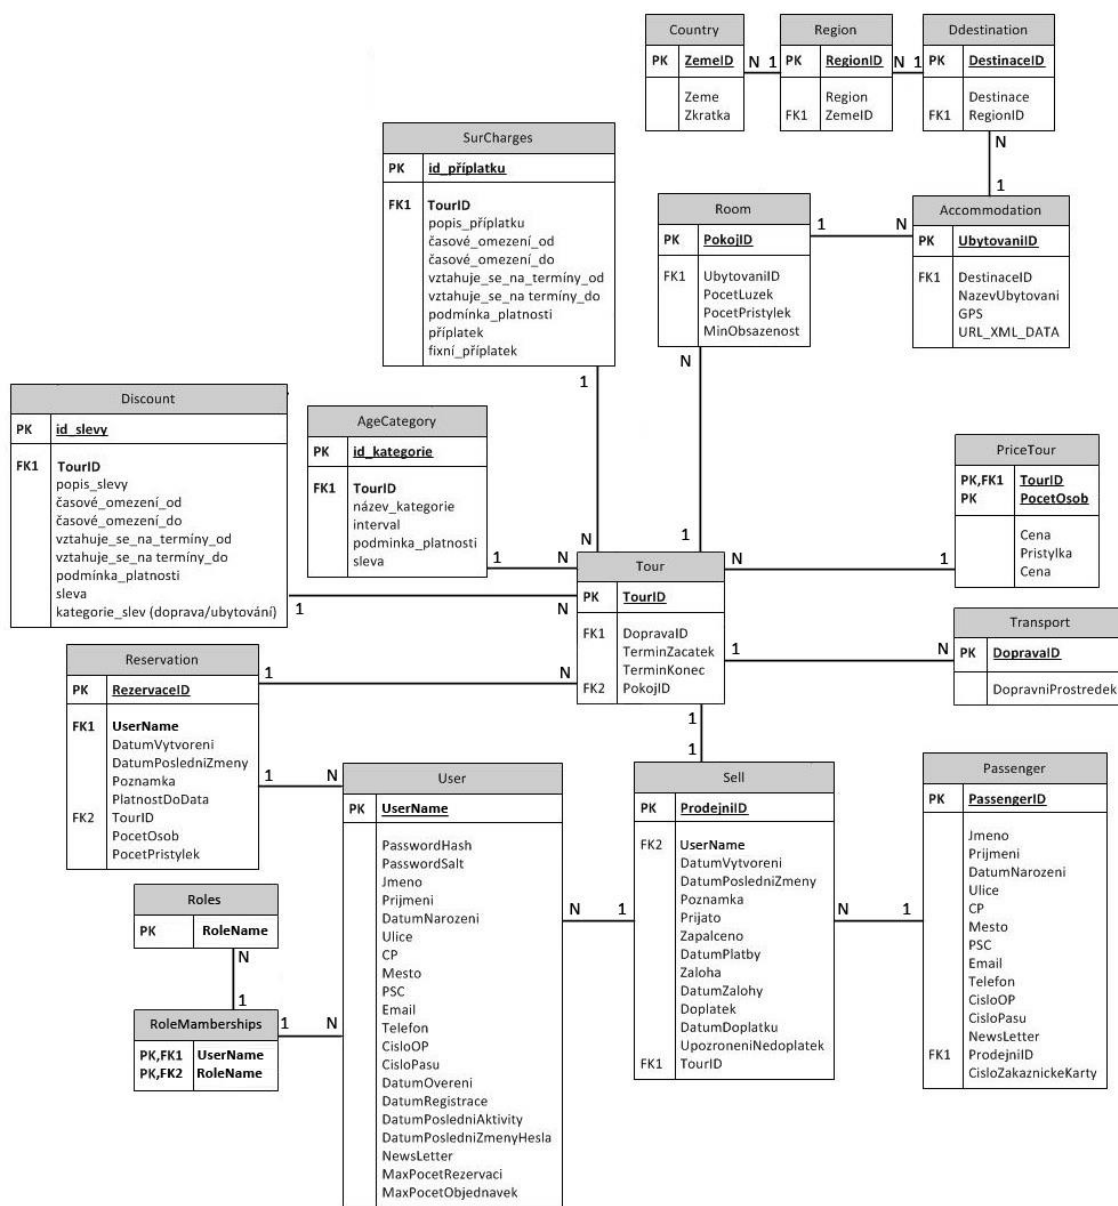 Country
PK ZemeID
Zeme
Zkratka
N 1
Region
PK RegionID
Region
FK1 ZemeID
N 1
Ddestination
PK DestinaceID
Destinace
FK1 RegionID
N
1
SurCharges
PK id_příplatku
FK1 TourID
popis_příplatku
časové_omezení_od
časové_omezení_do
vztahuje_se_na_termíny_od
vztahuje_se_na termíny_do
podmínka_platnosti
příplatek
fixní_příplatek
1
N
Room
PK PokojID
FK1 UbytovaniID
PocetLuzek
PocetPristylek
MinObsazenost
1 N
N
1
Accommodation
PK UbytovaniID
FK1 DestinaceID
NazevUbytovani
GPS
URL_XML_DATA
Discount
PK id_slevy
FK1 TourID
popis_slevy
časové_omezení_od
časové_omezení_do
vztahuje_se_na_termíny_od
vztahuje_se_na termíny_do
podmínka_platnosti
sleva
kategorie_slev (doprava/ubytování)
1 N
AgeCategory
PK id_kategorie
FK1 TourID
název_kategorie
interval
podminka_platnosti
sleva
1 N
PriceTour
PK,FK1 TourID
PK PocetOsob
Cena
Pristylka
Cena
N 1
Tour
PK TourID
FK1 DopravaID
TerminZacatek
TerminKonec
FK2 PokojID
1 N
Transport
PK DopravaID
DopravniProstredek
Reservation
PK RezervaceID
FK1 UserName
DatumVytvoreni
DatumPosledniZmeny
Poznamka
PlatnostDoData
FK2 TourID
PocetOsob
PocetPristylek
1 N
1 N
1
1
User
PK UserName
PasswordHash
PasswordSalt
Jmeno
Prijmeni
DatumNarozeni
Ulice
CP
Mesto
PSC
Email
Telefon
CisloOP
CisloPasu
DatumOvereni
DatumRegistrace
DatumPosledniAktivity
DatumPosledniZmenyHesla
NewsLetter
MaxPocetRezervaci
MaxPocetObjednavek
N 1
Sell
PK ProdejniID
FK2 UserName
DatumVytvoreni
DatumPosledniZmeny
Poznamka
Prijato
Zapalceno
DatumPlatby
Zaloha
DatumZalohy
Doplatek
DatumDoplatku
UpozroneniNedoplatek
FK1 TourID
N 1
Passenger
PK PassengerID
Jmeno
Prijmeni
DatumNarozeni
Ulice
CP
Mesto
PSC
Email
Telefon
CisloOP
CisloPasu
NewsLetter
FK1 ProdejniID
CisloZakaznickeKarty
Roles
PK RoleName
N
1
RoleMamberships
PK,FK1 UserName
PK,FK2 RoleName
1 N